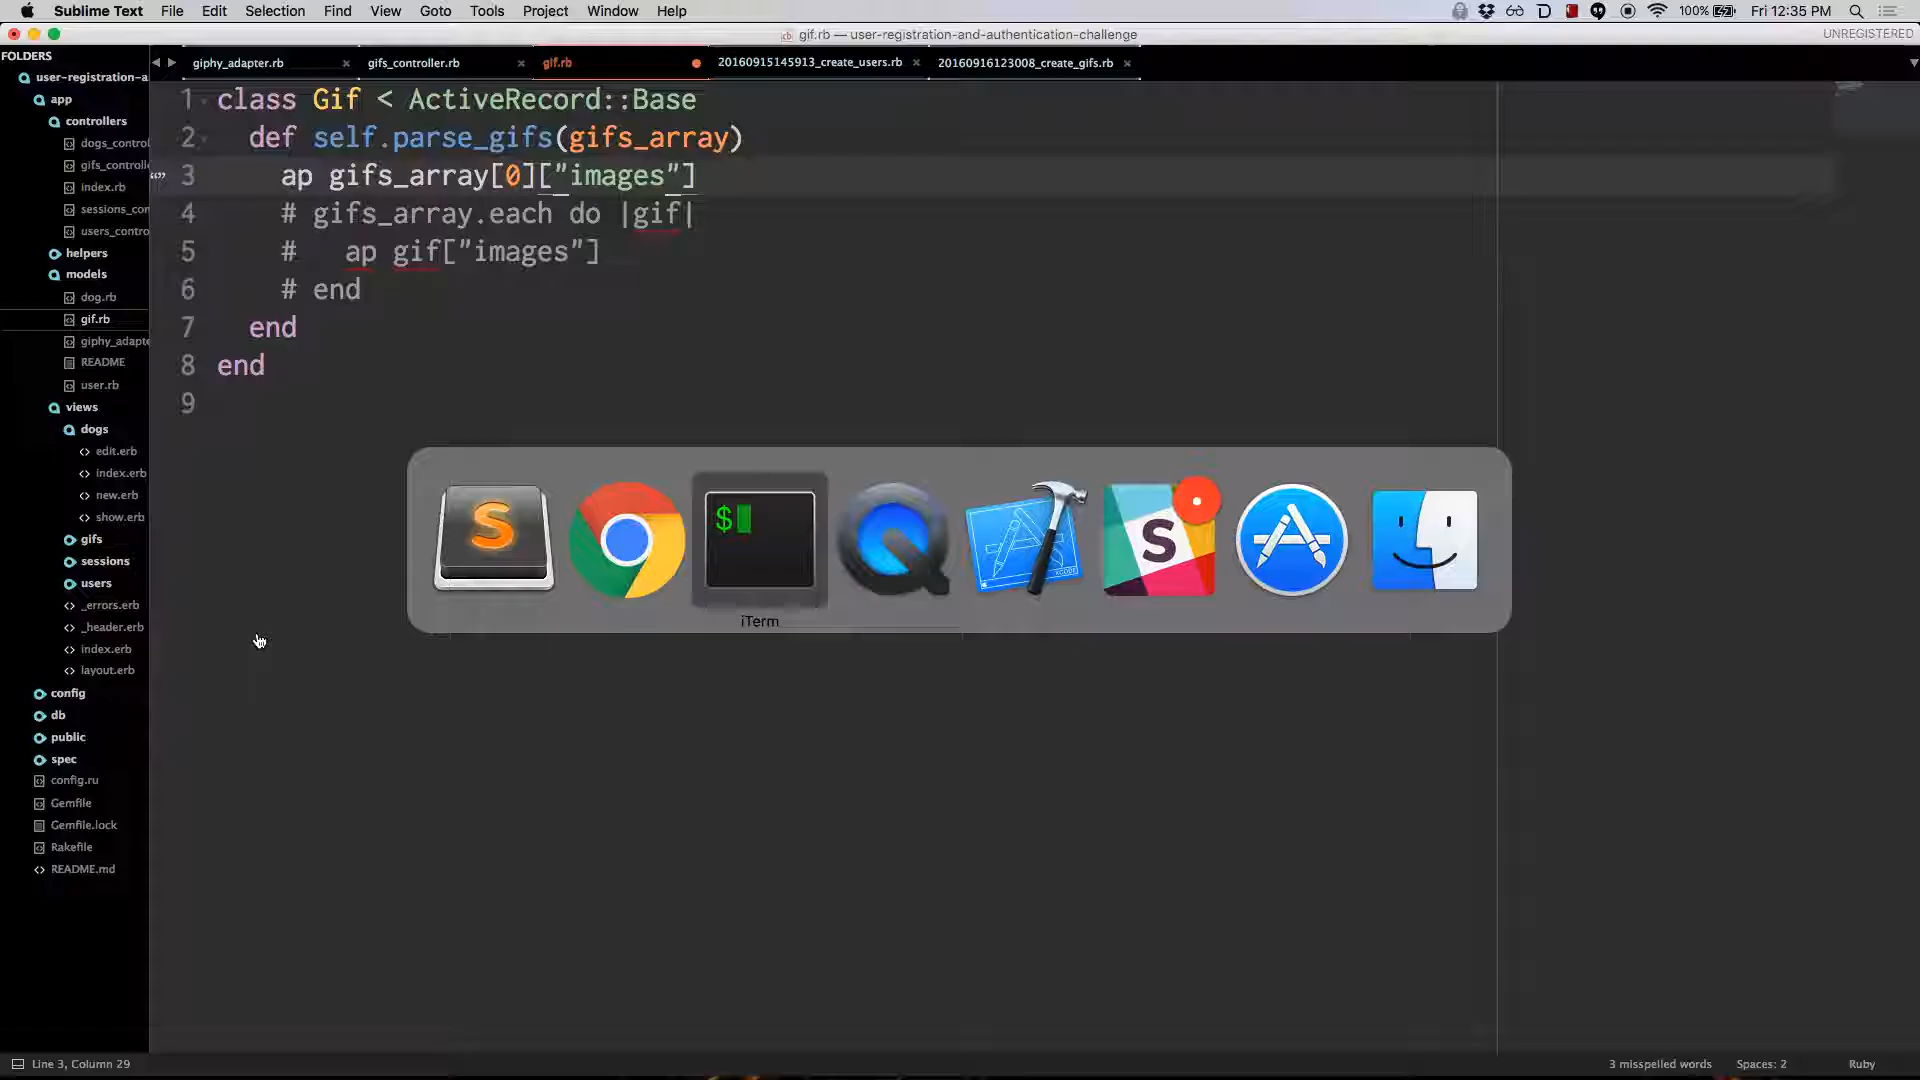 Sublime Text File Edit Selection Find View Goto Tools Project Window Help 100% Fri 12:35 PM
gif.rb — user-registration-and-authentication-challenge
UNREGISTERED
FOLDERS
user-registration-a
app
controllers
dogs_control
gifs_controlle
index.rb
sessions_con
users_contro
helpers
models
dog.rb
gif.rb
giphy_adapte
README
user.rb
views
dogs
edit.erb
index.erb
new.erb
show.erb
gifs
sessions
users
_errors.erb
_header.erb
index.erb
layout.erb
config
db
public
spec
config.ru
Gemfile
Gemfile.lock
Rakefile
README.md
giphy_adapter.rb gifs_controller.rb gif.rb 20160915145913_create_users.rb 20160916123008_create_gifs.rb
1 class Gif < ActiveRecord::Base
2 def self.parse_gifs(gifs_array)
3 ap gifs_array[0]["images"]
4 # gifs_array.each do |gif|
5 # ap gif["images"]
6 # end
7 end
8 end
9
S
$
S
iTerm
Line 3, Column 29
3 misspelled words Spaces: 2 Ruby